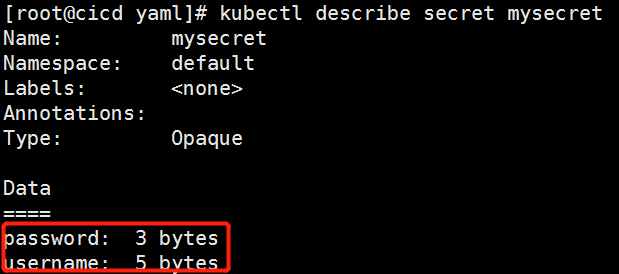 [root@cicd yaml]# kubectl describe secret mysecret
Name:         mysecret
Namespace:    default
Labels:       <none>
Annotations:
Type:         Opaque

Data
====
password:  3 bytes
username:  5 bytes